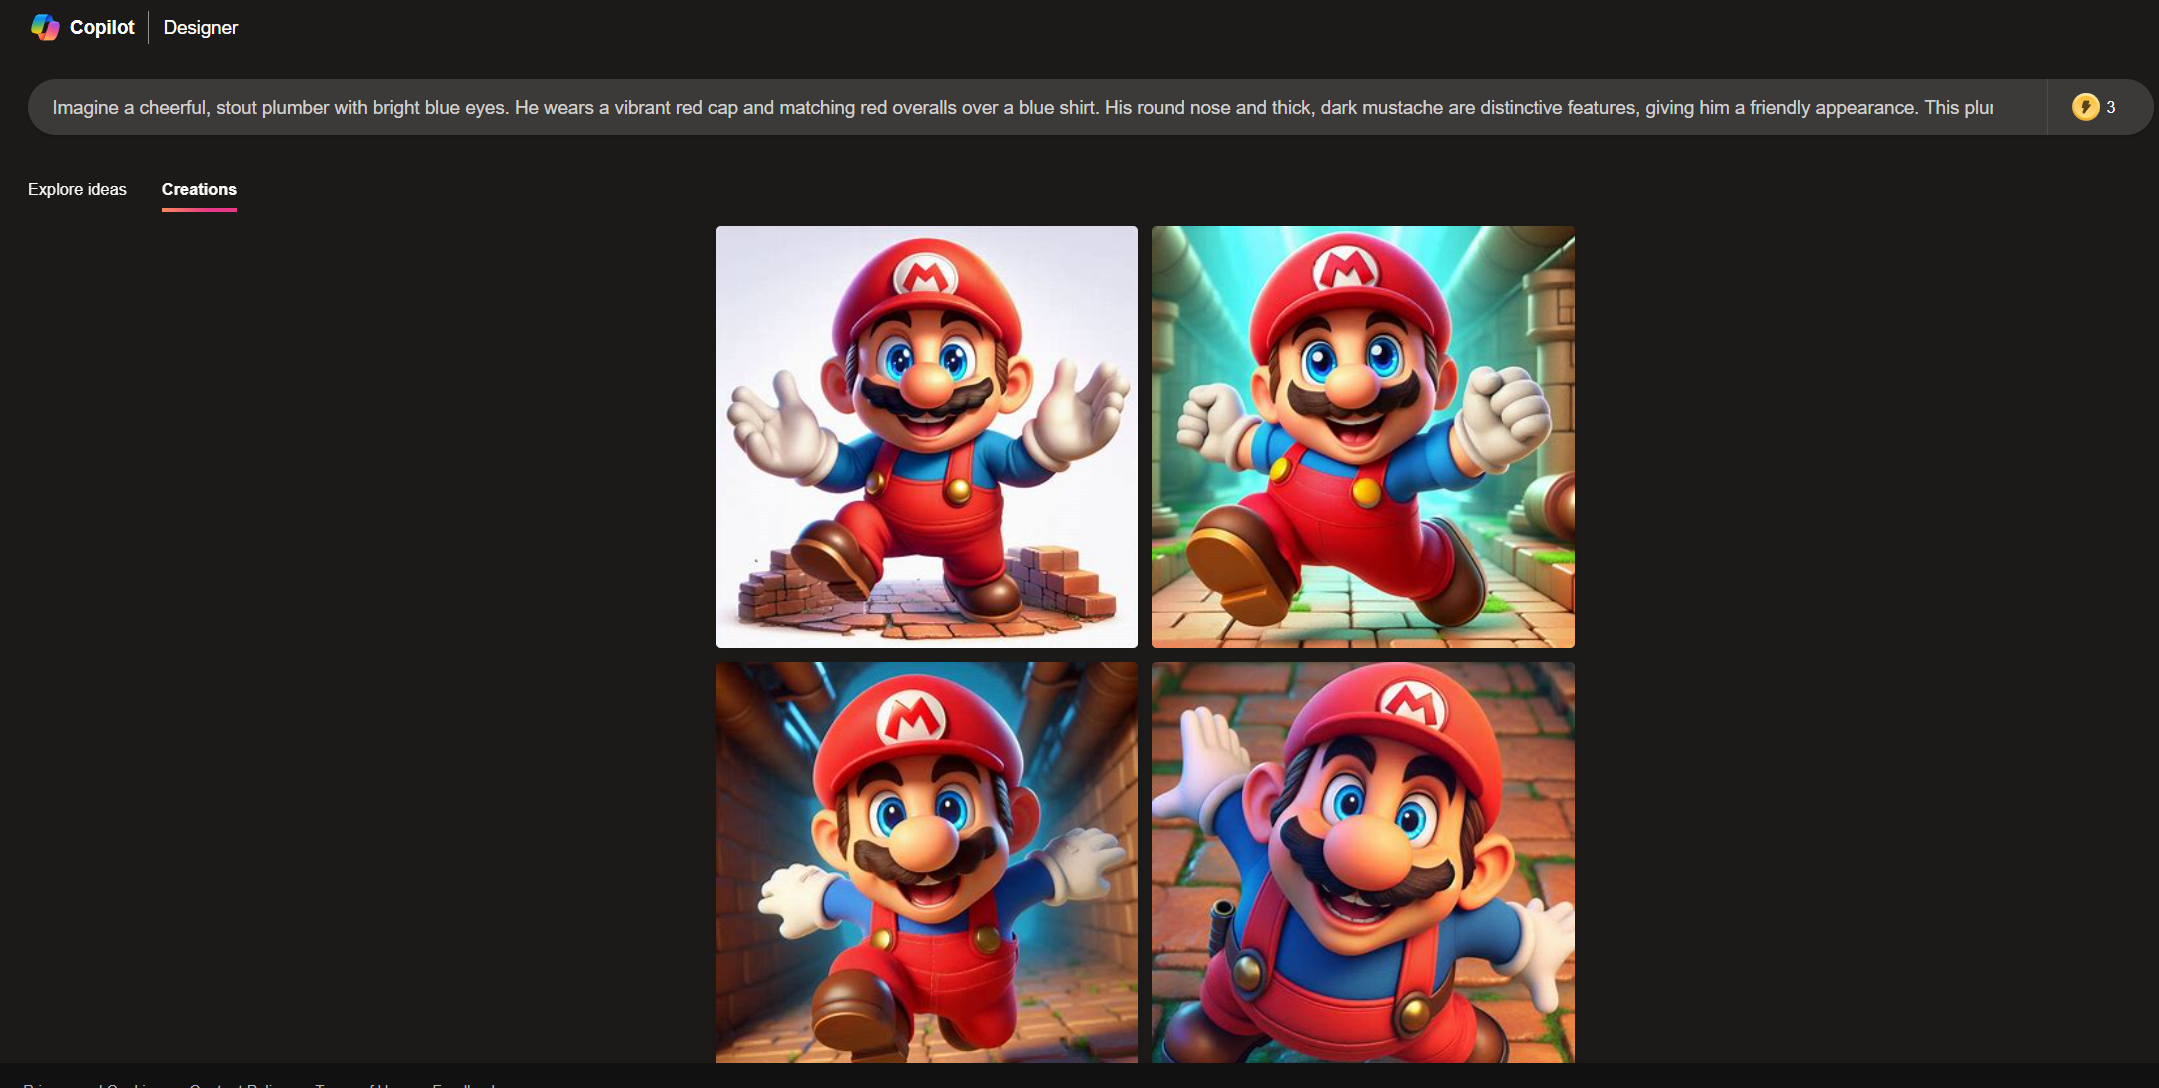 Copilot Designer
Imagine a cheerful, stout plumber with bright blue eyes. He wears a vibrant red cap and matching red overalls over a blue shirt. His round nose and thick, dark mustache are distinctive features, giving him a friendly appearance. This plu
3
Explore ideas Creations
M M
M M